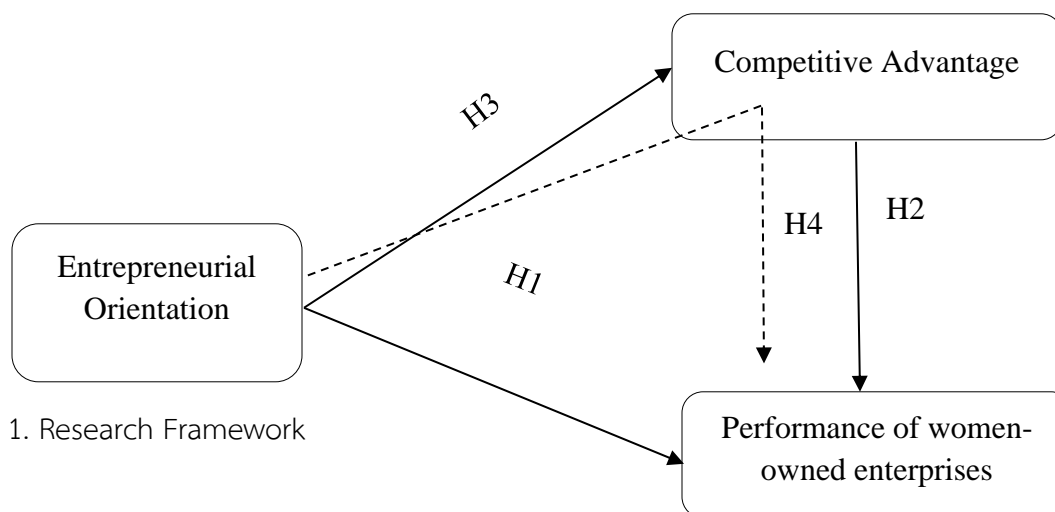 Competitive Advantage
H3
H4
H2
Entrepreneurial
Orientation
H1
1. Research Framework
Performance of women-
owned enterprises